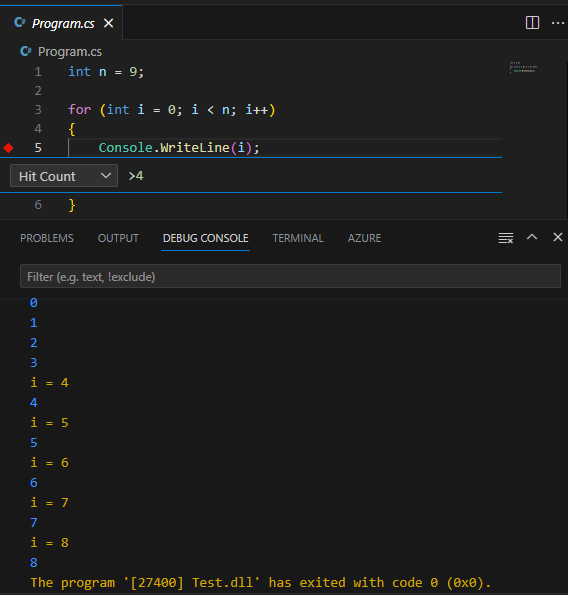 C# Program.cs ×
C# Program.cs
1 int n = 9;
2
3 for (int i = 0; i < n; i++)
4 {
5 Console.WriteLine(i);
Hit Count >4
6 }
PROBLEMS OUTPUT DEBUG CONSOLE TERMINAL AZURE
Filter (e.g. text, !exclude)
0
1
2
3
i = 4
4
i = 5
5
i = 6
6
i = 7
7
i = 8
8
The program '[27400] Test.dll' has exited with code 0 (0x0).